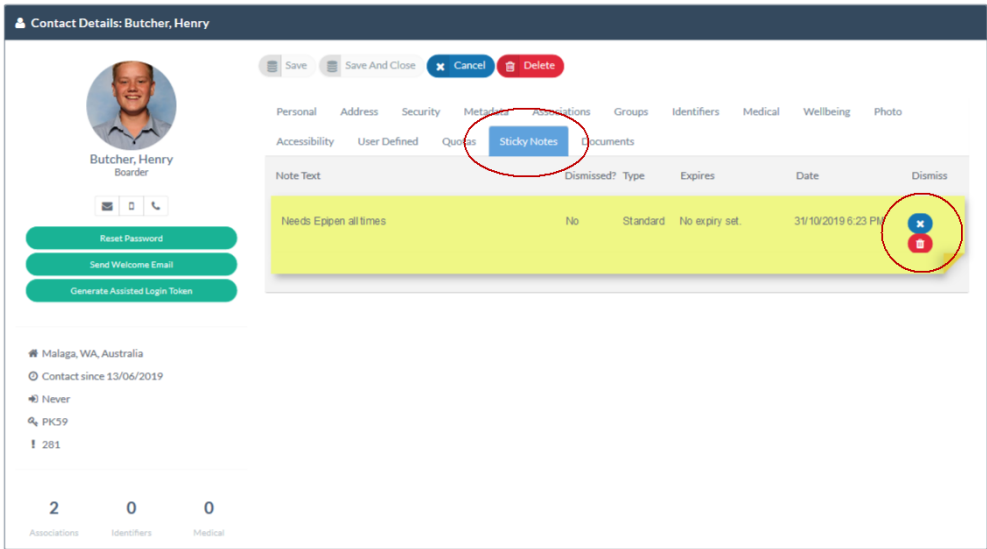 Contact Details: Butcher, Henry
Save Save And Close Cancel Delete
Personal Address Security Metadata Associations Groups Identifiers Medical Wellbeing Photo
Accessibility User Defined Quotas Sticky Notes Documents
Butcher, Henry
Boarder
Reset Password
Send Welcome Email
Generate Assisted Login Token
Malaga, WA, Australia
Contact since 13/06/2019
Never
PK59
281
2 0 0
Associations Identifiers Medical
Note Text Dismissed? Type Expires Date Dismiss
Needs Epipen all times No Standard No expiry set. 31/10/2019 6:23 PM